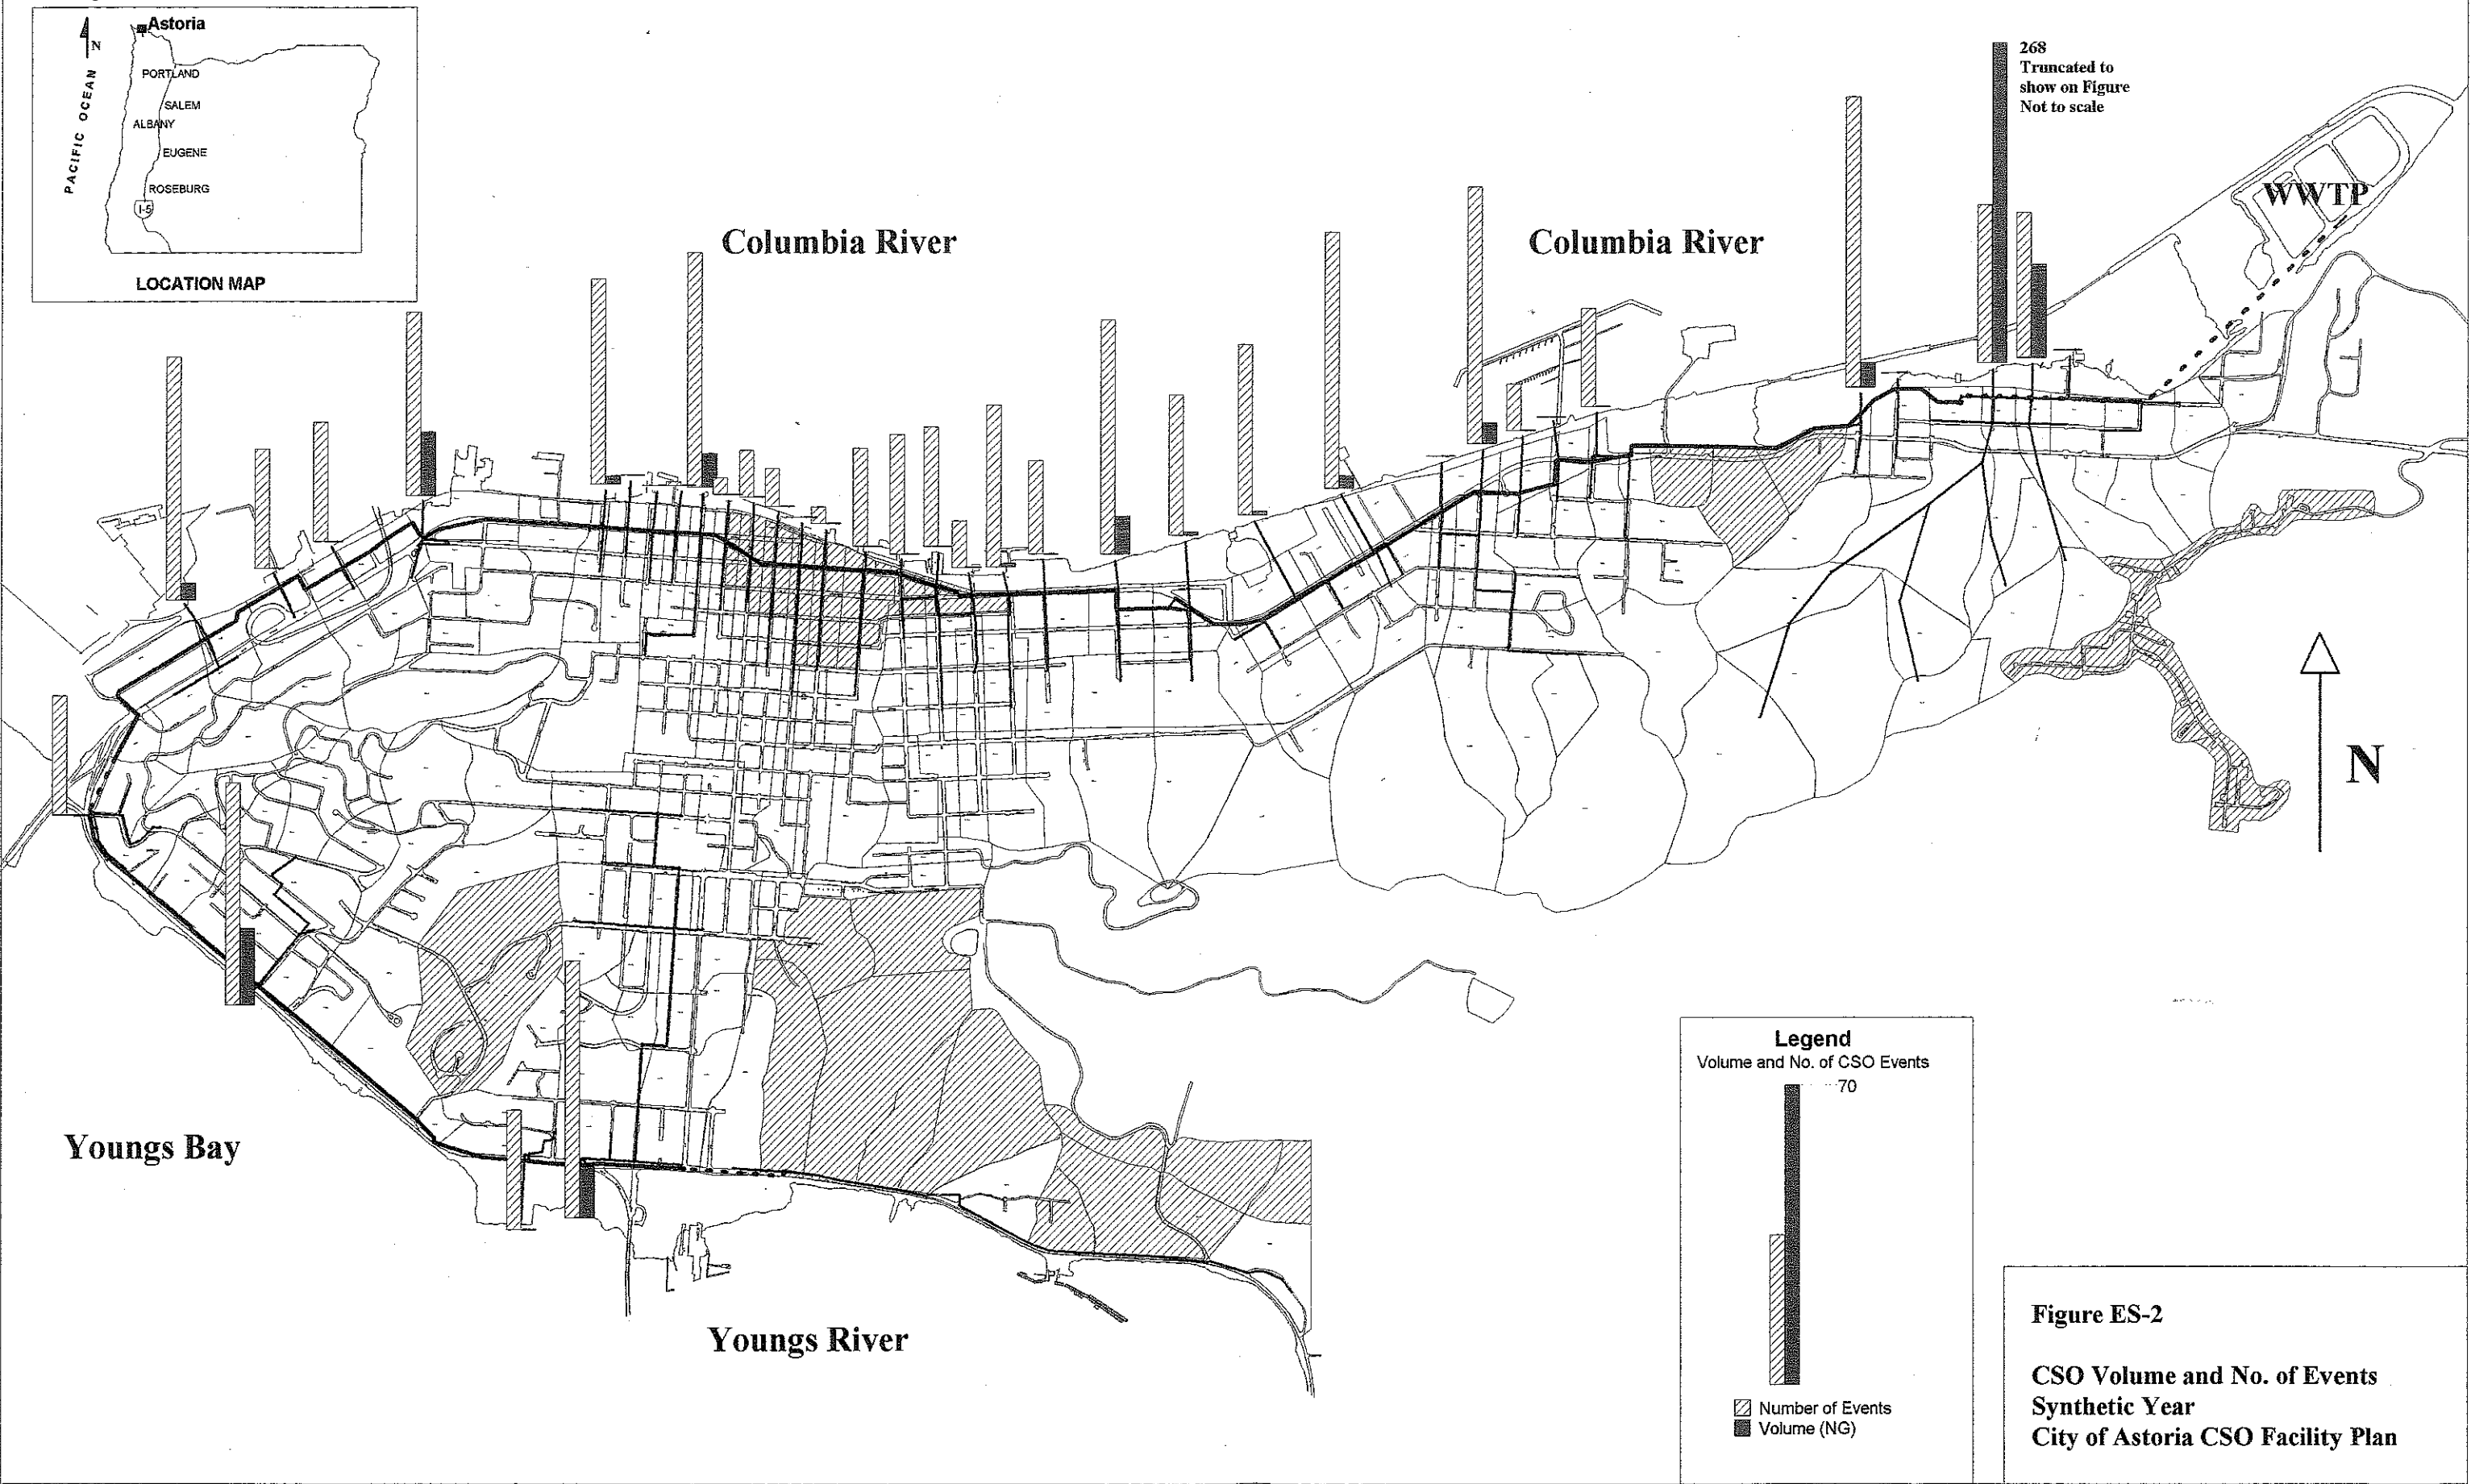 Astoria
N
PORTLAND
PACIFIC OCEAN
SALEM
ALBANY
EUGENE
ROSEBURG
I-5
LOCATION MAP
268
Truncated to
show on Figure
Not to scale
WWTP
Columbia River
Columbia River
N
Youngs Bay
Youngs River
Legend
Volume and No. of CSO Events
70
Number of Events
Volume (NG)
Figure ES-2
CSO Volume and No. of Events
Synthetic Year
City of Astoria CSO Facility Plan